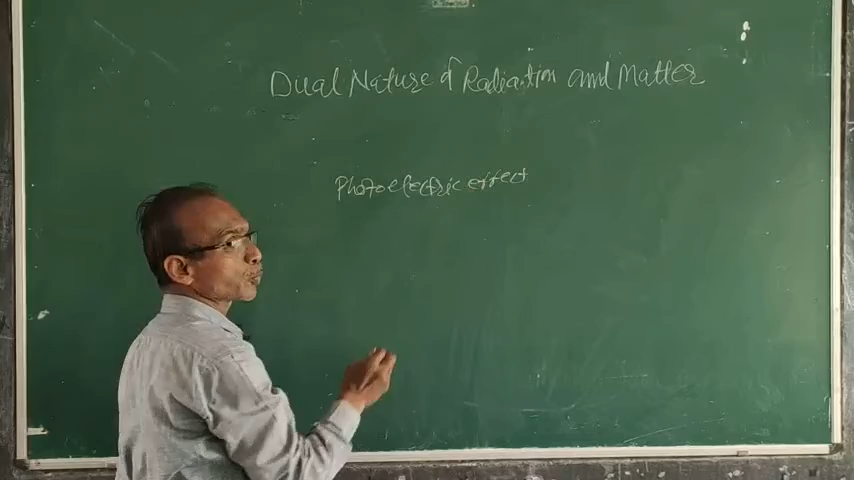 Dual Nature of Radiation and Matter
Photoelectric effect